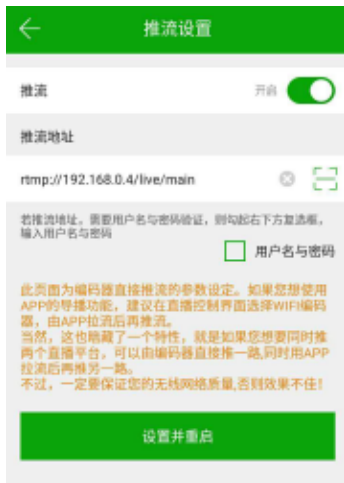 推流设置
推流 开启
推流地址
rtmp://192.168.0.4/live/main
若推流地址，需要用户名与密码验证，则勾起右下方复选框，
输入用户名与密码
用户名与密码
此页面为编码器直接推流的参数设定。如果您想使用
APP的导播功能，建议在直播控制界面选择WIFI编码
器，由APP拉流后再推流。
当然，这也暗藏了一个特性，就是如果您想要同时推
两个直播平台，可以由编码器直接推一路,同时用APP
拉流后再推另一路。
不过，一定要保证您的无线网络质量,否则效果不佳！
设置并重启